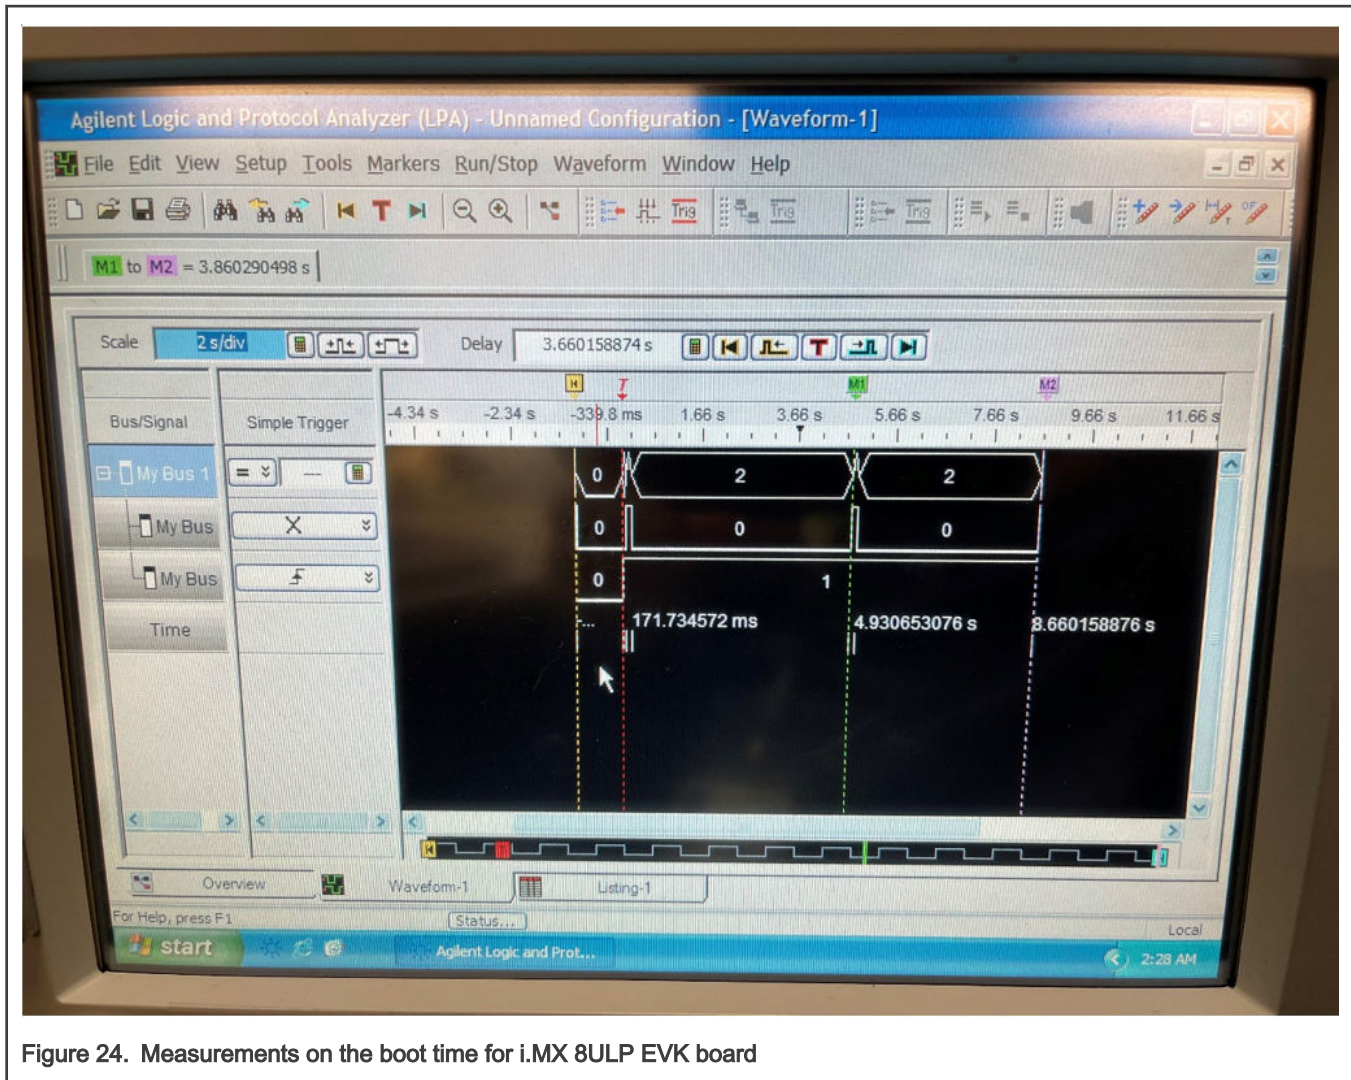 Agilent Logic and Protocol Analyzer (LPA) - Unnamed Configuration - [Waveform-1]
File Edit View Setup Tools Markers Run/Stop Waveform Window Help
T Trig Trig Trig
M1 to M2 = 3.860290498 s
Scale 2 s/div Delay 3.660158874 s T
T M1 M2
Bus/Signal Simple Trigger -4.34 s -2.34 s -339.8 ms 1.66 s 3.66 s 5.66 s 7.66 s 9.66 s 11.66 s
My Bus 1 = 0 2 2
My Bus X 0 0 0
My Bus 0 1
Time -... 171.734572 ms 4.930653076 s 8.660158876 s
Overview Waveform-1 Listing-1
For Help, press F1 Status... Local
start Agilent Logic and Prot... 2:28 AM
Figure 24. Measurements on the boot time for i.MX 8ULP EVK board